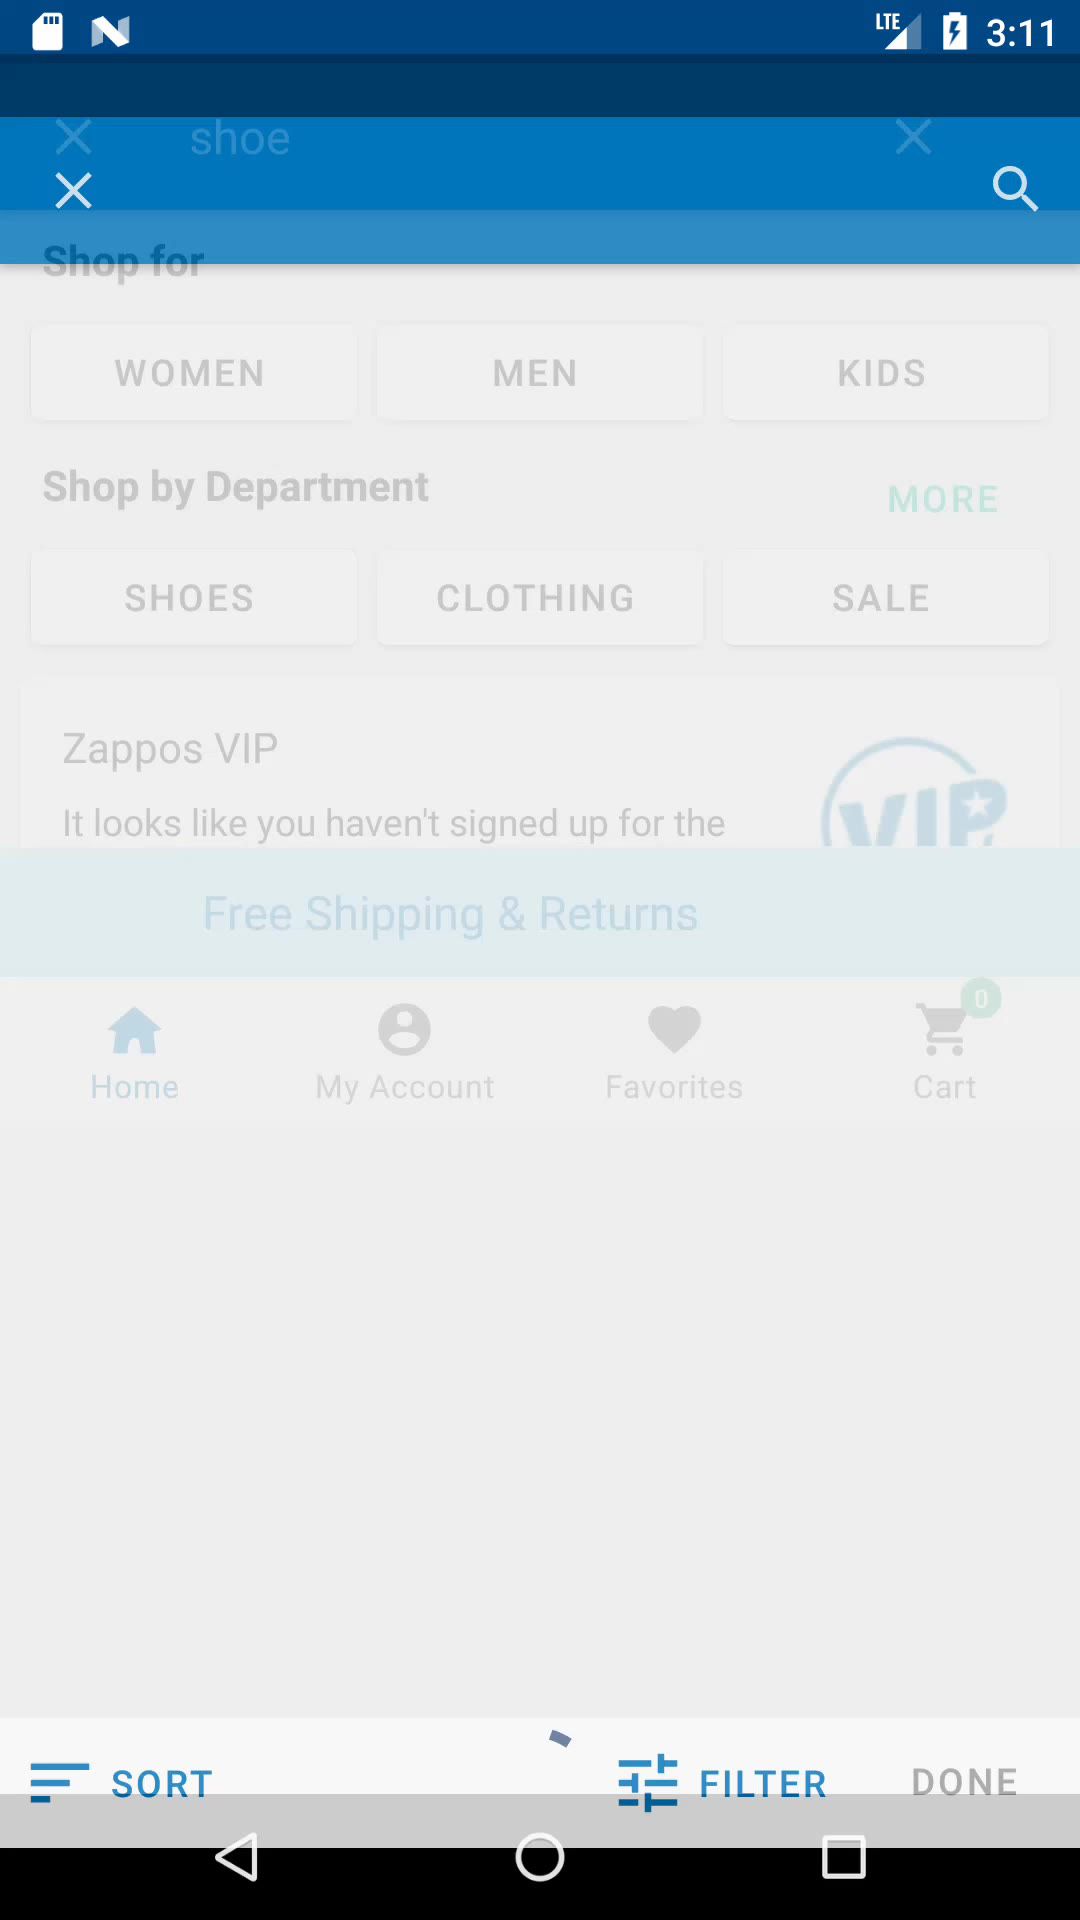 LTE 3:11
shoe
Shop for
WOMEN MEN KIDS
Shop by Department
MORE
SHOES CLOTHING SALE
Zappos VIP
It looks like you haven't signed up for the
VIP
Free Shipping & Returns
0
Home My Account Favorites Cart
SORT FILTER DONE